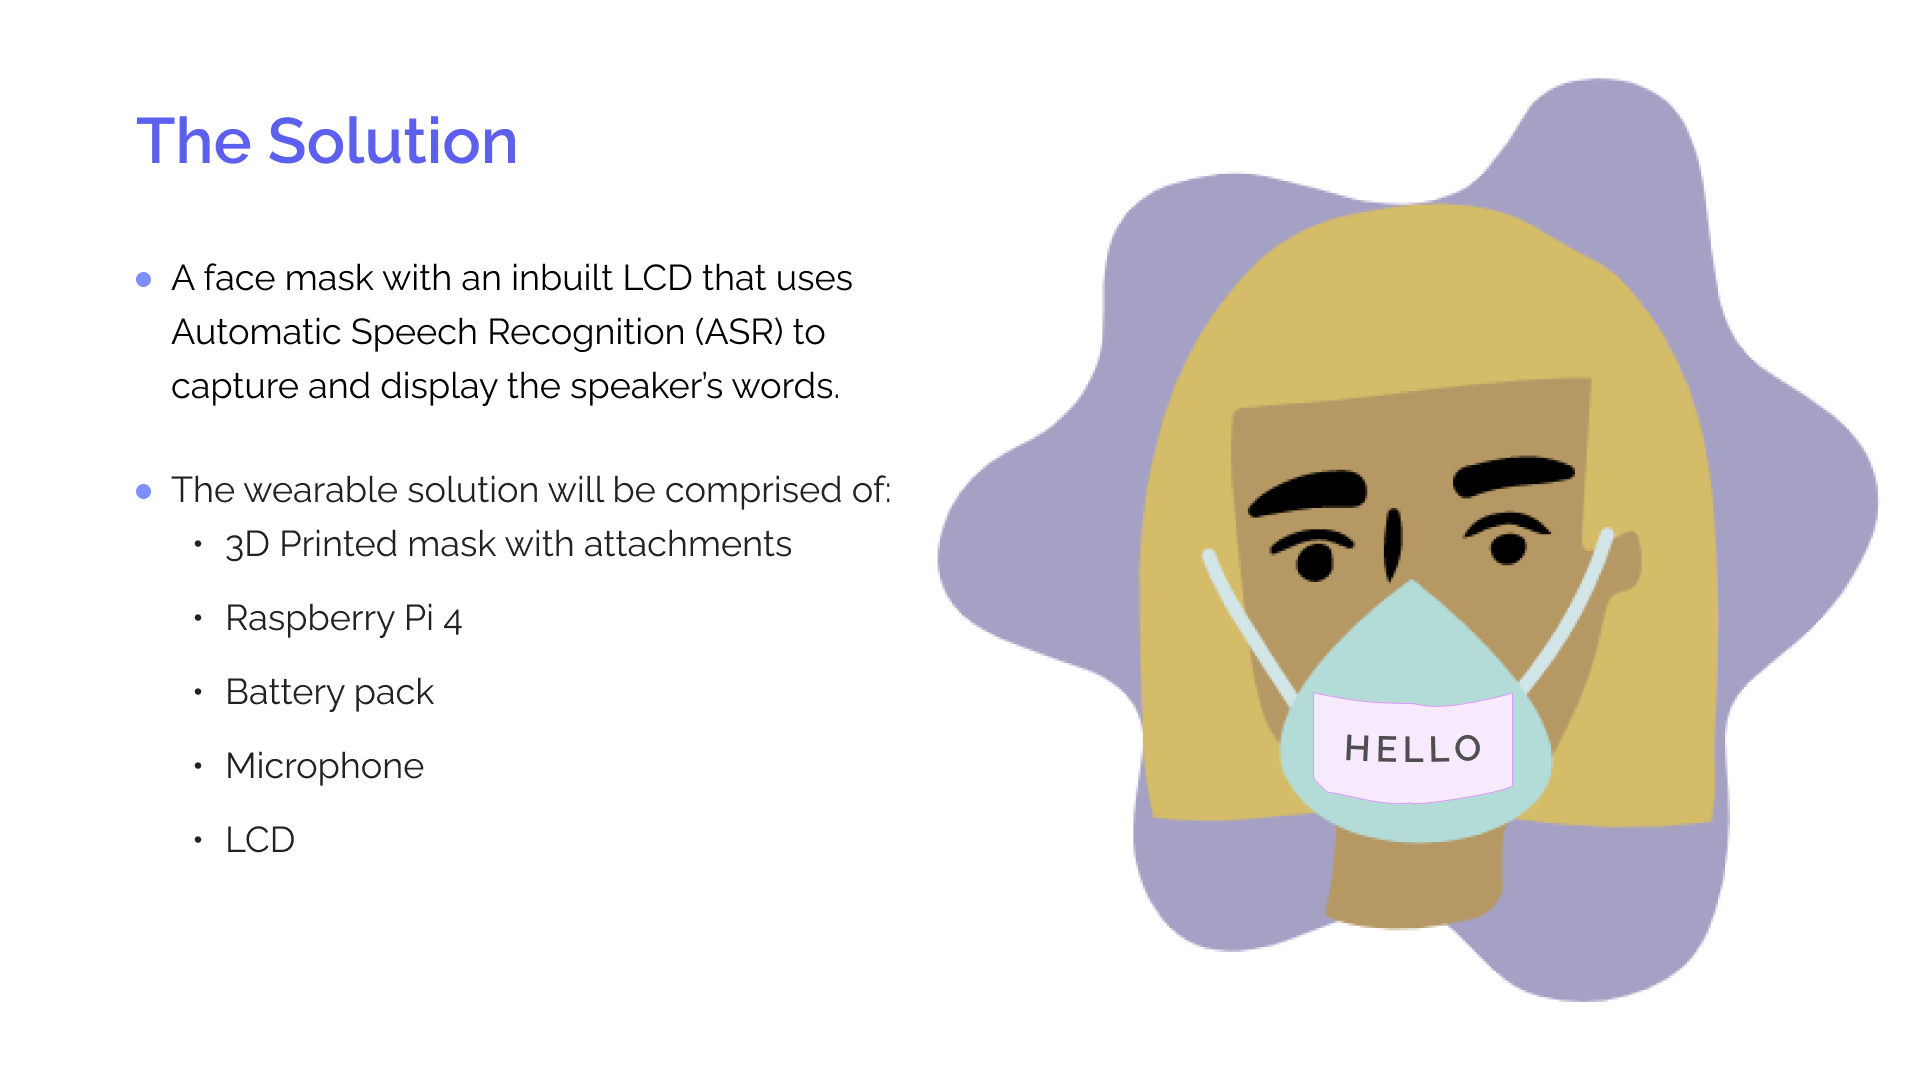 The Solution
A face mask with an inbuilt LCD that uses
Automatic Speech Recognition (ASR) to
capture and display the speaker’s words.
The wearable solution will be comprised of:
3D Printed mask with attachments
Raspberry Pi 4
Battery pack
Microphone
LCD
HELLO